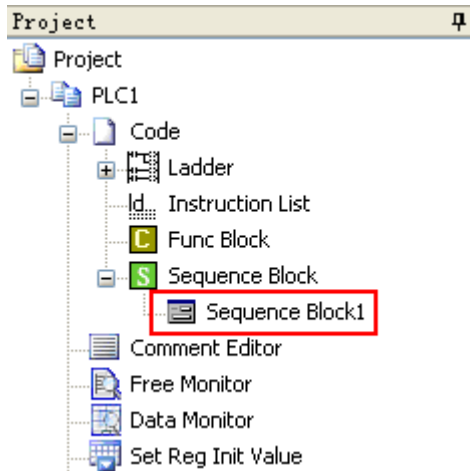 Project
Project
PLC1
Code
Ladder
ld... Instruction List
C Func Block
S Sequence Block
Sequence Block1
Comment Editor
Free Monitor
Data Monitor
Set Reg Init Value